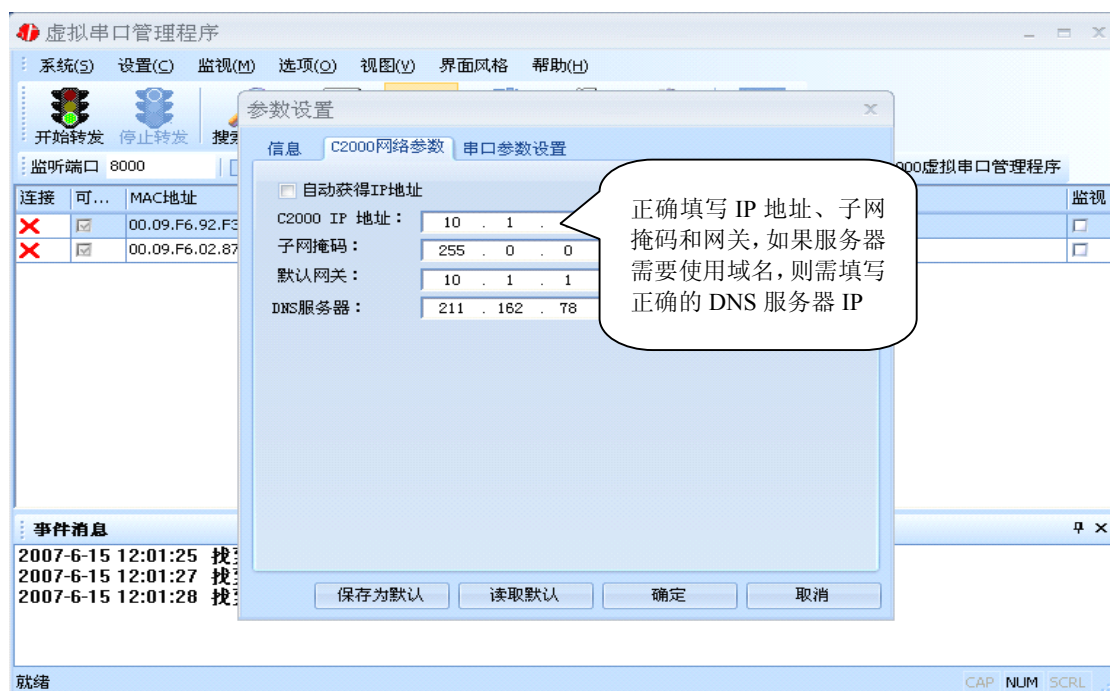 虚拟串口管理程序
系统(S) 设置(C) 监视(M) 选项(O) 视图(V) 界面风格 帮助(H)
开始转发 停止转发
监听端口 8000
虚拟串口管理程序
连接 可... MAC地址 监视
00.09.F6.92.F3
00.09.F6.02.87
参数设置
信息 C2000网络参数 串口参数设置
自动获得IP地址
C2000 IP 地址： 10 . 1 .
子网掩码： 255 . 0 . 0
默认网关： 10 . 1 . 1
DNS服务器： 211 . 162 . 78
正确填写 IP 地址、子网
掩码和网关，如果服务器
需要使用域名，则需填写
正确的 DNS 服务器 IP
保存为默认 读取默认 确定 取消
事件消息
2007-6-15 12:01:25
2007-6-15 12:01:27
2007-6-15 12:01:28
就绪 CAP NUM SCRL